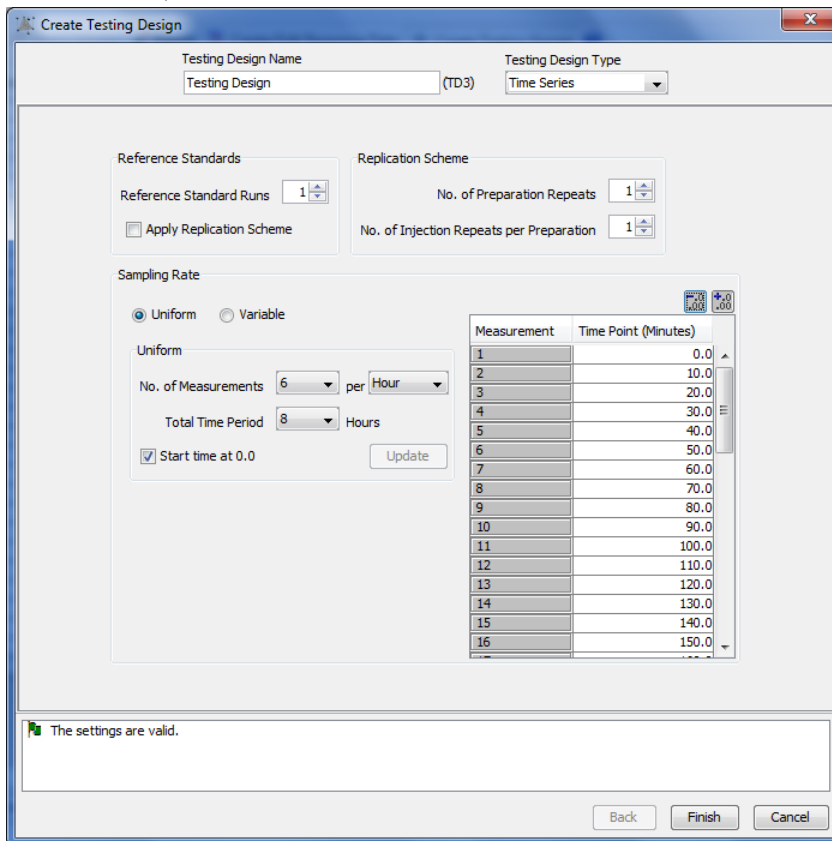 Create Testing Design
Testing Design Name
Testing Design Type
Testing Design
(TD3)
Time Series
Reference Standards
Reference Standard Runs
1
Apply Replication Scheme
Replication Scheme
No. of Preparation Repeats
1
No. of Injection Repeats per Preparation
1
Sampling Rate
Uniform
Variable
Uniform
No. of Measurements
6
per
Hour
Total Time Period
8
Hours
Start time at 0.0
Update
Measurement Time Point (Minutes)
1 0.0
2 10.0
3 20.0
4 30.0
5 40.0
6 50.0
7 60.0
8 70.0
9 80.0
10 90.0
11 100.0
12 110.0
13 120.0
14 130.0
15 140.0
16 150.0
The settings are valid.
Back
Finish
Cancel